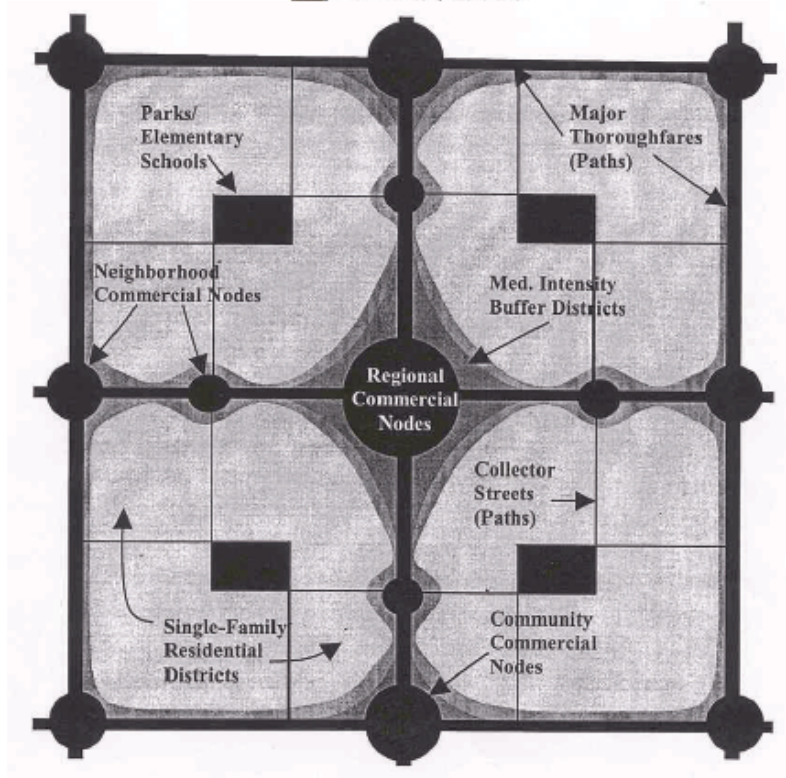 Parks/
Elementary
Schools
Major
Thoroughfares
(Paths)
Neighborhood
Commercial Nodes
Med. Intensity
Buffer Districts
Regional
Commercial
Nodes
Collector
Streets
(Paths)
Single-Family
Residential
Districts
Community
Commercial
Nodes